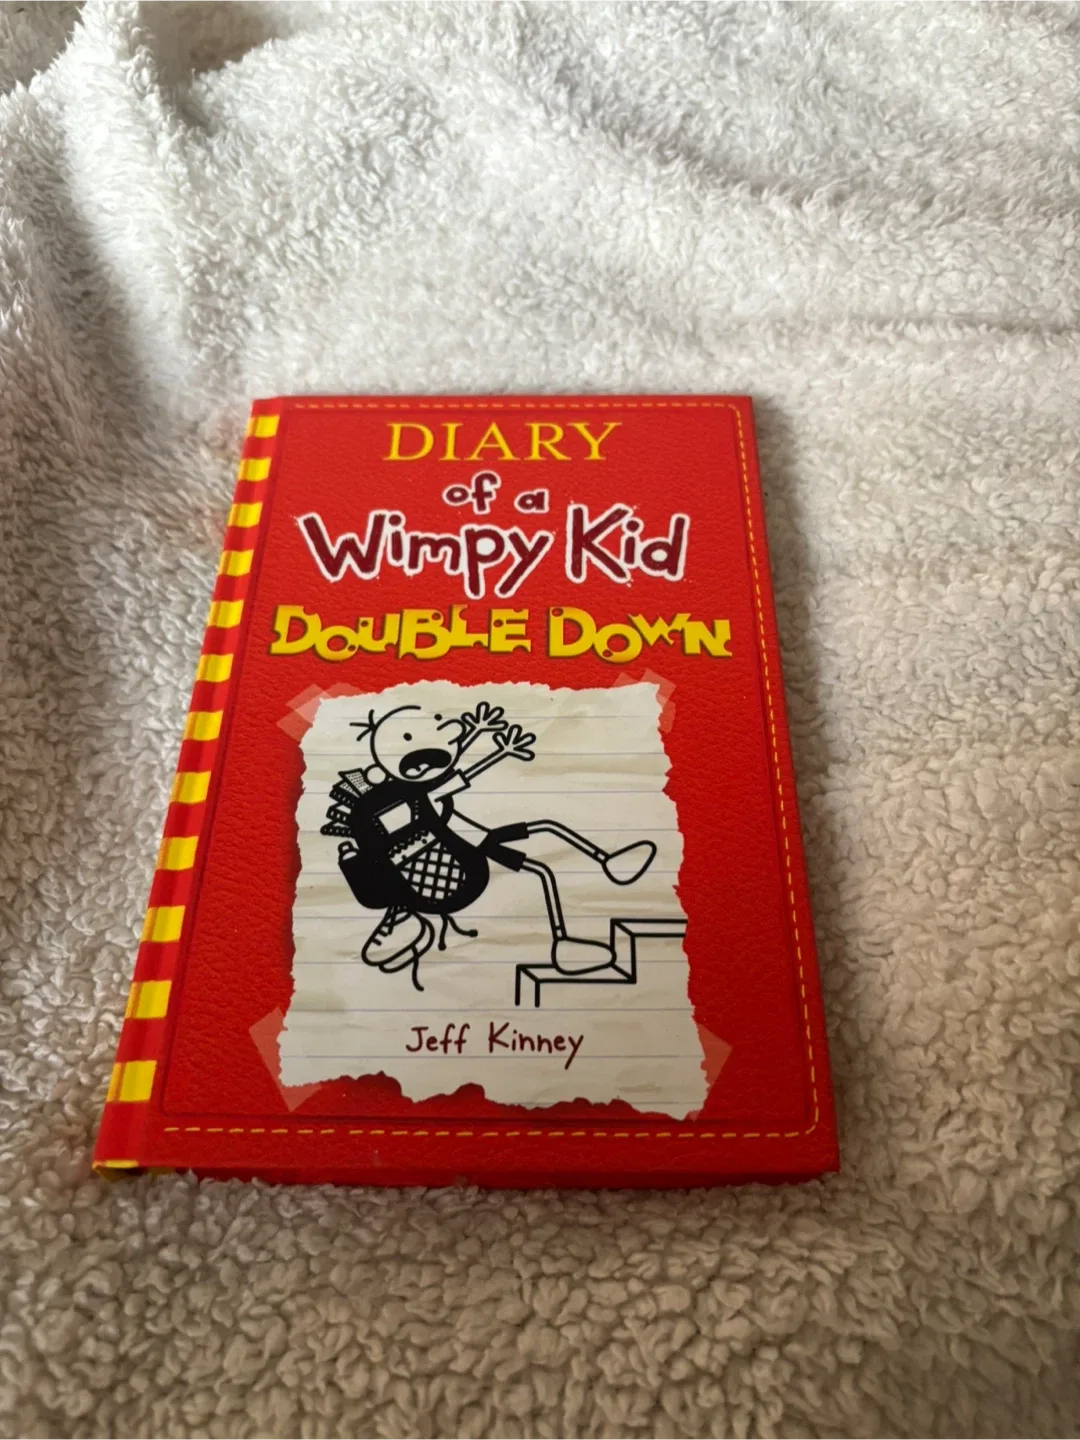 DIARY
of a
Wimpy Kid
DOUBLE DOWN
Jeff Kinney